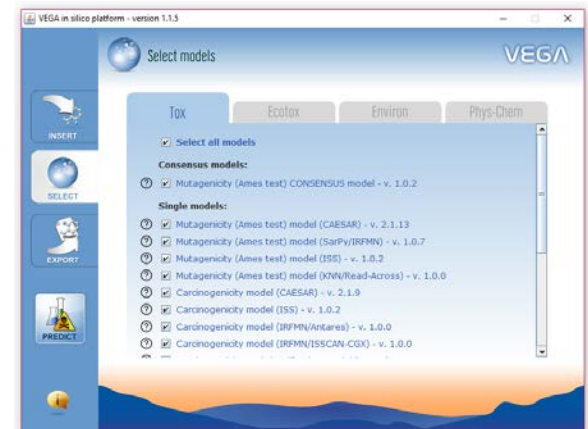 VEGA in silico platform - version 1.1.5
Select models
VEGA
Tox
Ecotox
Environ
Phys-Chem
INSERT
SELECT
EXPORT
PREDICT
Select all models
Consensus models:
Mutagenicity (Ames test) CONSENSUS model - v. 1.0.2
Single models:
Mutagenicity (Ames test) model (CAESAR) - v. 2.1.13
Mutagenicity (Ames test) model (SarPy/IRFMN) - v. 1.0.7
Mutagenicity (Ames test) model (ISS) - v. 1.0.2
Mutagenicity (Ames test) model (KNN/Read-Across) - v. 1.0.0
Carcinogenicity model (CAESAR) - v. 2.1.9
Carcinogenicity model (ISS) - v. 1.0.2
Carcinogenicity model (IRFMN/Antares) - v. 1.0.0
Carcinogenicity model (IRFMN/ISSCAN-CGX) - v. 1.0.0